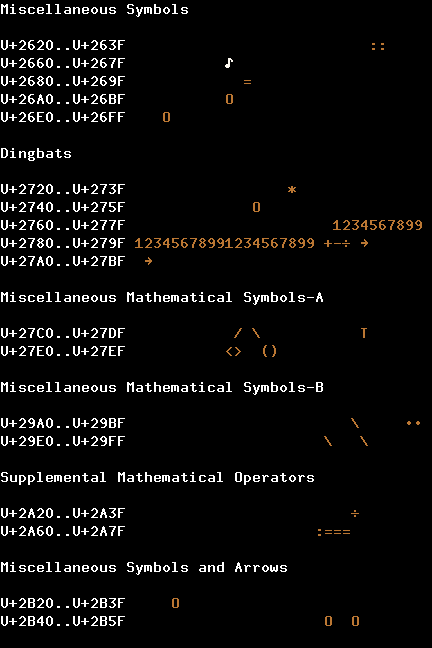 Miscellaneous Symbols
U+2620..U+263F ::
U+2660..U+267F ♪
U+2680..U+269F =
U+26A0..U+26BF O
U+26E0..U+26FF O
Dingbats
U+2720..U+273F *
U+2740..U+275F O
U+2760..U+277F 1234567899
U+2780..U+279F 12345678991234567899 +−÷ →
U+27A0..U+27BF →
Miscellaneous Mathematical Symbols-A
U+27C0..U+27DF / \ T
U+27E0..U+27EF <> ()
Miscellaneous Mathematical Symbols-B
U+29A0..U+29BF \ ••
U+29E0..U+29FF \ \
Supplemental Mathematical Operators
U+2A20..U+2A3F ÷
U+2A60..U+2A7F :===
Miscellaneous Symbols and Arrows
U+2B20..U+2B3F O
U+2B40..U+2B5F O O